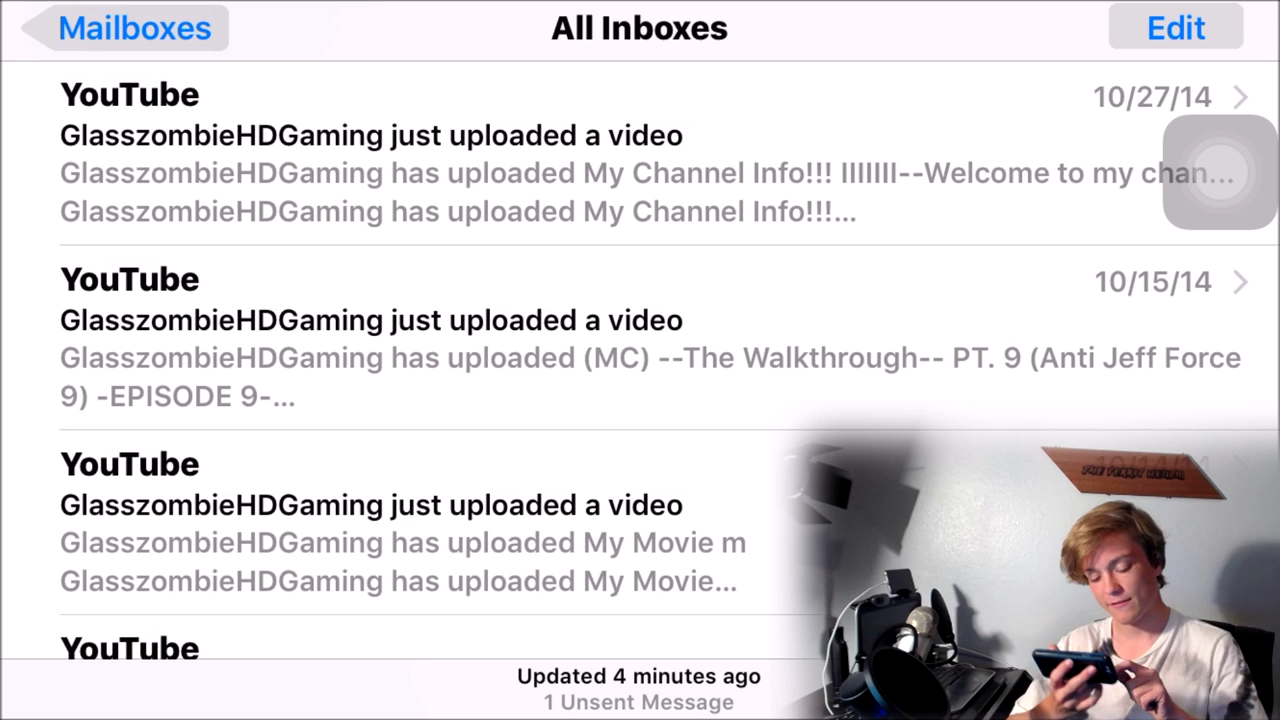 Mailboxes
All Inboxes
Edit
YouTube
10/27/14
GlasszombieHDGaming just uploaded a video
GlasszombieHDGaming has uploaded My Channel Info!!! IIIIIII--Welcome to my chan...
GlasszombieHDGaming has uploaded My Channel Info!!!...
YouTube
10/15/14
GlasszombieHDGaming just uploaded a video
GlasszombieHDGaming has uploaded (MC) --The Walkthrough-- PT. 9 (Anti Jeff Force
9) -EPISODE 9-...
YouTube
10/14/14
GlasszombieHDGaming just uploaded a video
GlasszombieHDGaming has uploaded My Movie m
GlasszombieHDGaming has uploaded My Movie...
YouTube
Updated 4 minutes ago
1 Unsent Message